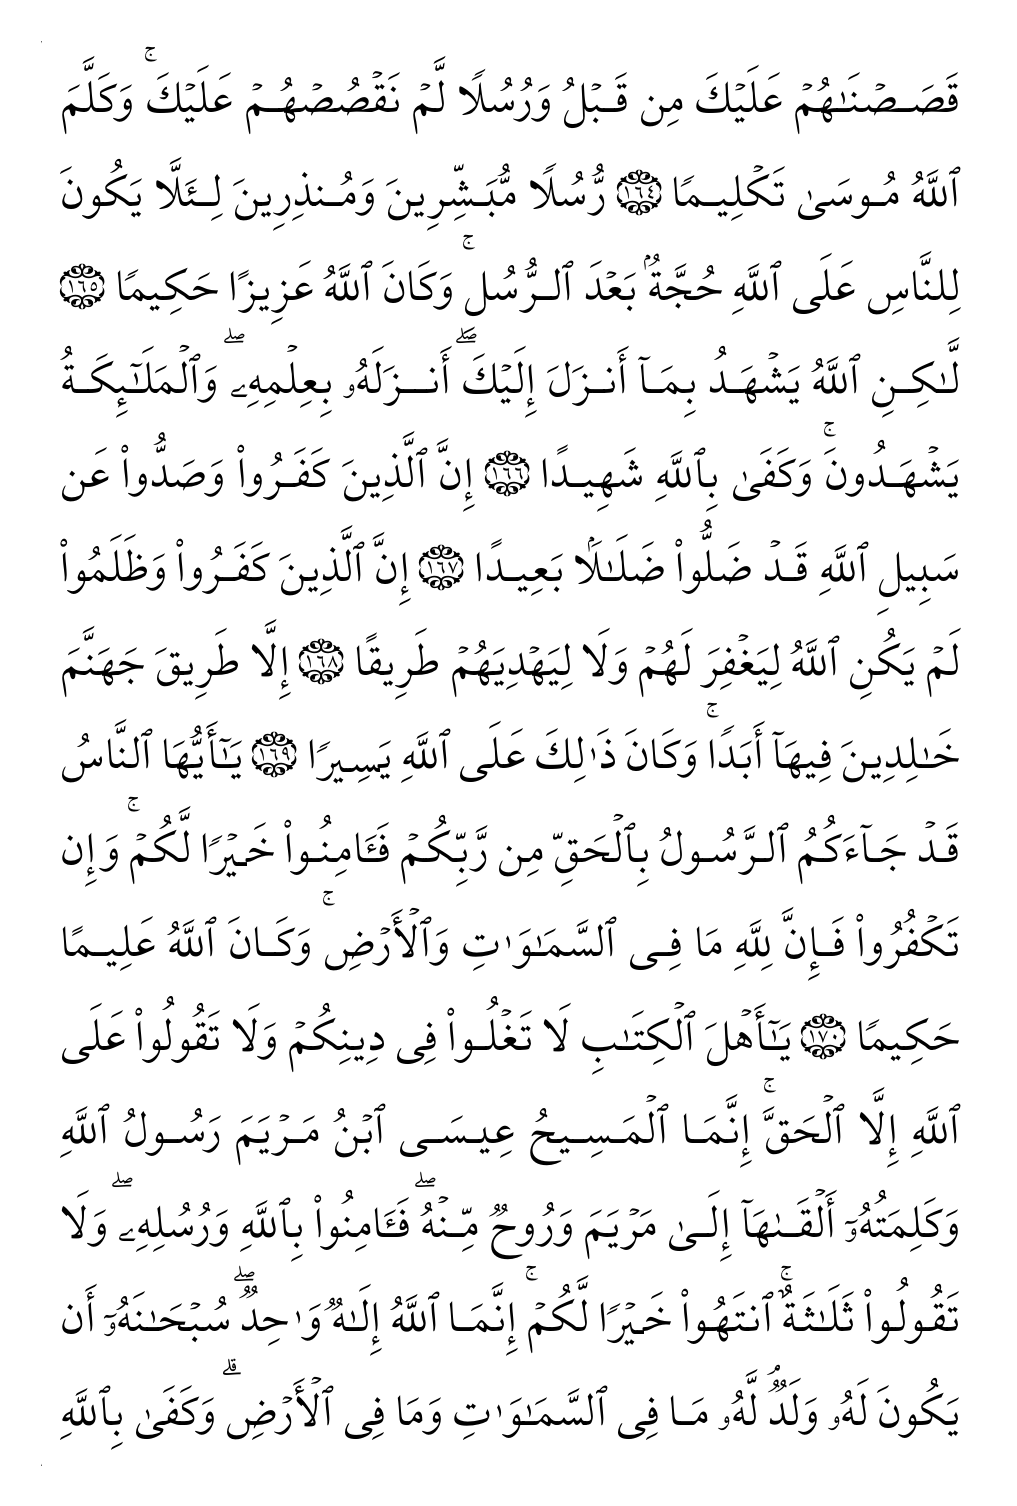 قَصَصۡنَـٰهُمۡ عَلَيۡكَ مِن قَبۡلُ وَرُسُلًا لَّمۡ نَقۡصُصۡهُمۡ عَلَيۡكَۚ وَكَلَّمَ
ٱللَّهُ مُوسَىٰ تَكۡلِيمًا ١٦٤ رُّسُلًا مُّبَشِّرِينَ وَمُنذِرِينَ لِئَلَّا يَكُونَ
لِلنَّاسِ عَلَى ٱللَّهِ حُجَّةُۢ بَعۡدَ ٱلرُّسُلِۚ وَكَانَ ٱللَّهُ عَزِيزًا حَكِيمًا ١٦٥
لَّـٰكِنِ ٱللَّهُ يَشۡهَدُ بِمَآ أَنزَلَ إِلَيۡكَۖ أَنزَلَهُۥ بِعِلۡمِهِۦۖ وَٱلۡمَلَـٰٓئِكَةُ
يَشۡهَدُونَۚ وَكَفَىٰ بِٱللَّهِ شَهِيدًا ١٦٦ إِنَّ ٱلَّذِينَ كَفَرُواْ وَصَدُّواْ عَن
سَبِيلِ ٱللَّهِ قَدۡ ضَلُّواْ ضَلَـٰلَۢا بَعِيدًا ١٦٧ إِنَّ ٱلَّذِينَ كَفَرُواْ وَظَلَمُواْ
لَمۡ يَكُنِ ٱللَّهُ لِيَغۡفِرَ لَهُمۡ وَلَا لِيَهۡدِيَهُمۡ طَرِيقًا ١٦٨ إِلَّا طَرِيقَ جَهَنَّمَ
خَـٰلِدِينَ فِيهَآ أَبَدًاۚ وَكَانَ ذَٰلِكَ عَلَى ٱللَّهِ يَسِيرًا ١٦٩ يَـٰٓأَيُّهَا ٱلنَّاسُ
قَدۡ جَآءَكُمُ ٱلرَّسُولُ بِٱلۡحَقِّ مِن رَّبِّكُمۡ فَـَٔامِنُواْ خَيۡرًا لَّكُمۡۚ وَإِن
تَكۡفُرُواْ فَإِنَّ لِلَّهِ مَا فِى ٱلسَّمَـٰوَٰتِ وَٱلۡأَرۡضِۚ وَكَانَ ٱللَّهُ عَلِيمًا
حَكِيمًا ١٧٠ يَـٰٓأَهۡلَ ٱلۡكِتَـٰبِ لَا تَغۡلُواْ فِى دِينِكُمۡ وَلَا تَقُولُواْ عَلَى
ٱللَّهِ إِلَّا ٱلۡحَقَّۚ إِنَّمَا ٱلۡمَسِيحُ عِيسَى ٱبۡنُ مَرۡيَمَ رَسُولُ ٱللَّهِ
وَكَلِمَتُهُۥٓ أَلۡقَـٰهَآ إِلَىٰ مَرۡيَمَ وَرُوحٌ مِّنۡهُۖ فَـَٔامِنُواْ بِٱللَّهِ وَرُسُلِهِۦۖ وَلَا
تَقُولُواْ ثَلَـٰثَةٌۚ ٱنتَهُواْ خَيۡرًا لَّكُمۡۚ إِنَّمَا ٱللَّهُ إِلَـٰهٌ وَٰحِدٌۖ سُبۡحَـٰنَهُۥٓ أَن
يَكُونَ لَهُۥ وَلَدٌۘ لَّهُۥ مَا فِى ٱلسَّمَـٰوَٰتِ وَمَا فِى ٱلۡأَرۡضِۗ وَكَفَىٰ بِٱللَّهِ